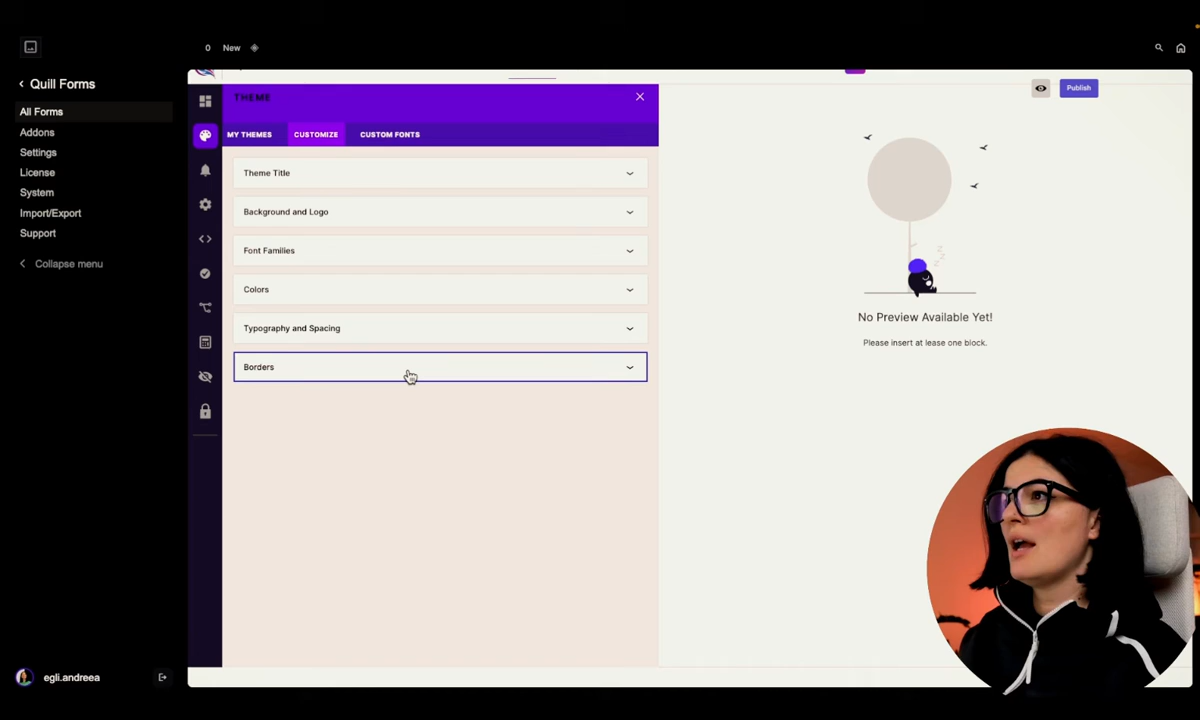 0 New
Quill Forms
All Forms
Addons
Settings
License
System
Import/Export
Support
Collapse menu
egli.andreea
THEME
MY THEMES CUSTOMIZE CUSTOM FONTS
Theme Title
Background and Logo
Font Families
Colors
Typography and Spacing
Borders
Publish
No Preview Available Yet!
Please insert at lease one block.